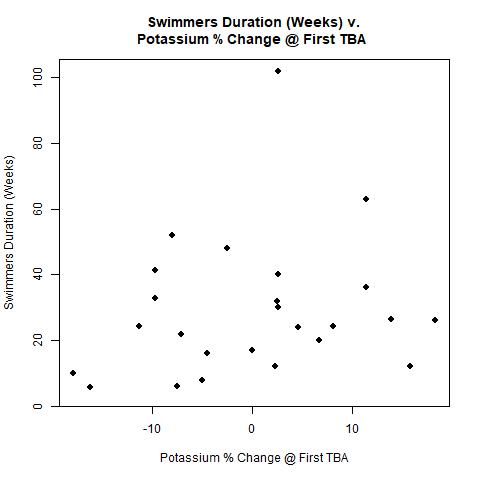 Swimmers Duration (Weeks) v.
Potassium % Change @ First TBA
Swimmers Duration (Weeks)
100
80
60
40
20
0
-10
0
10
Potassium % Change @ First TBA